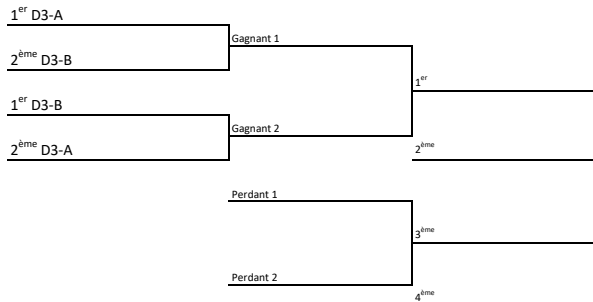 1er D3-A
Gagnant 1
2ème D3-B
1er
1er D3-B
Gagnant 2
2ème D3-A
2ème
Perdant 1
3ème
Perdant 2
4ème